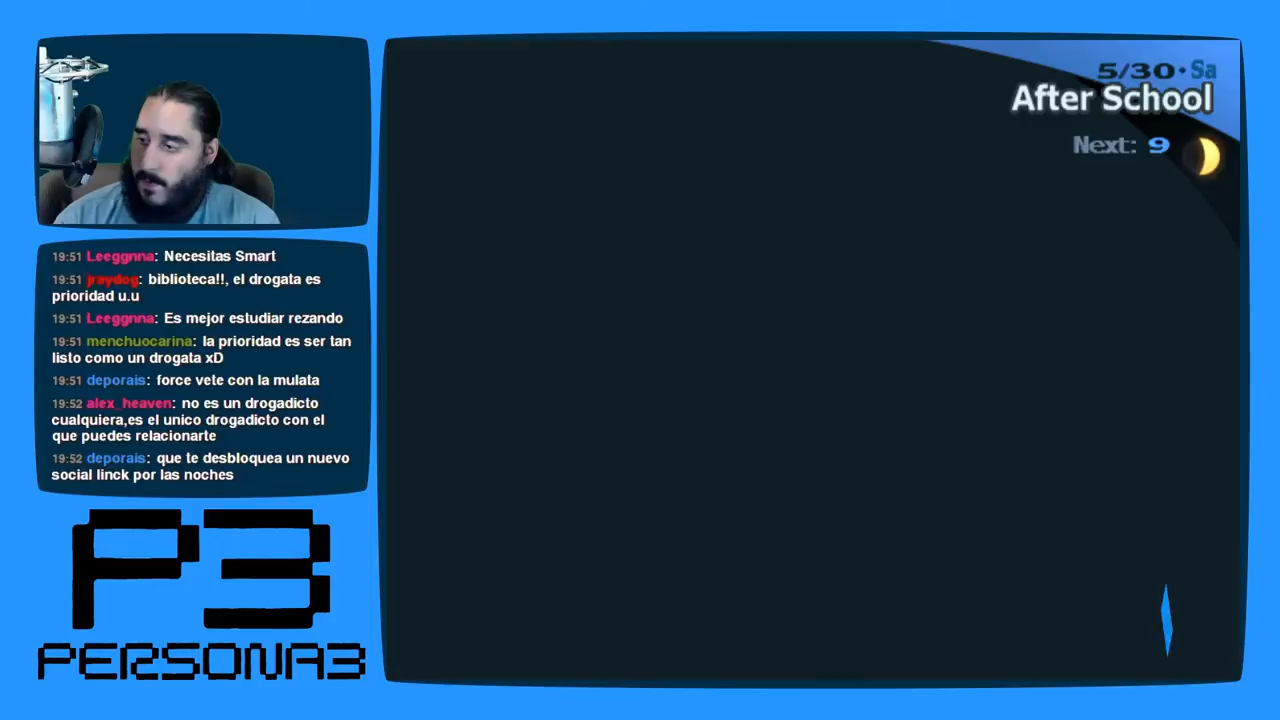 5/30·Sa
After School
Next: 9
19:51 Leeggnna: Necesitas Smart
19:51 jraydog: biblioteca!!, el drogata es
prioridad u.u
19:51 Leeggnna: Es mejor estudiar rezando
19:51 menchuocarina: la prioridad es ser tan
listo como un drogata xD
19:51 deporais: force vete con la mulata
19:52 alex_heaven: no es un drogadicto
cualquiera,es el unico drogadicto con el
que puedes relacionarte
19:52 deporais: que te desbloquea un nuevo
social linck por las noches
P3
PERSONA3